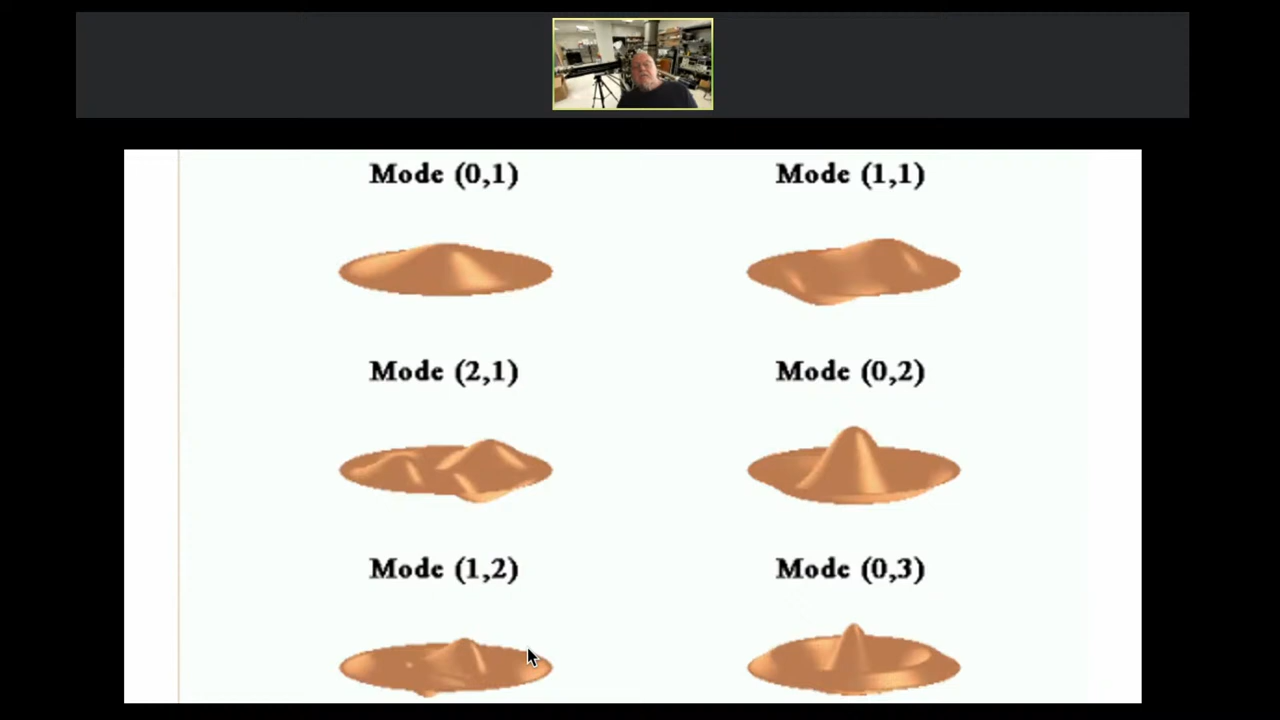 Mode (0,1) Mode (1,1)
Mode (2,1) Mode (0,2)
Mode (1,2) Mode (0,3)